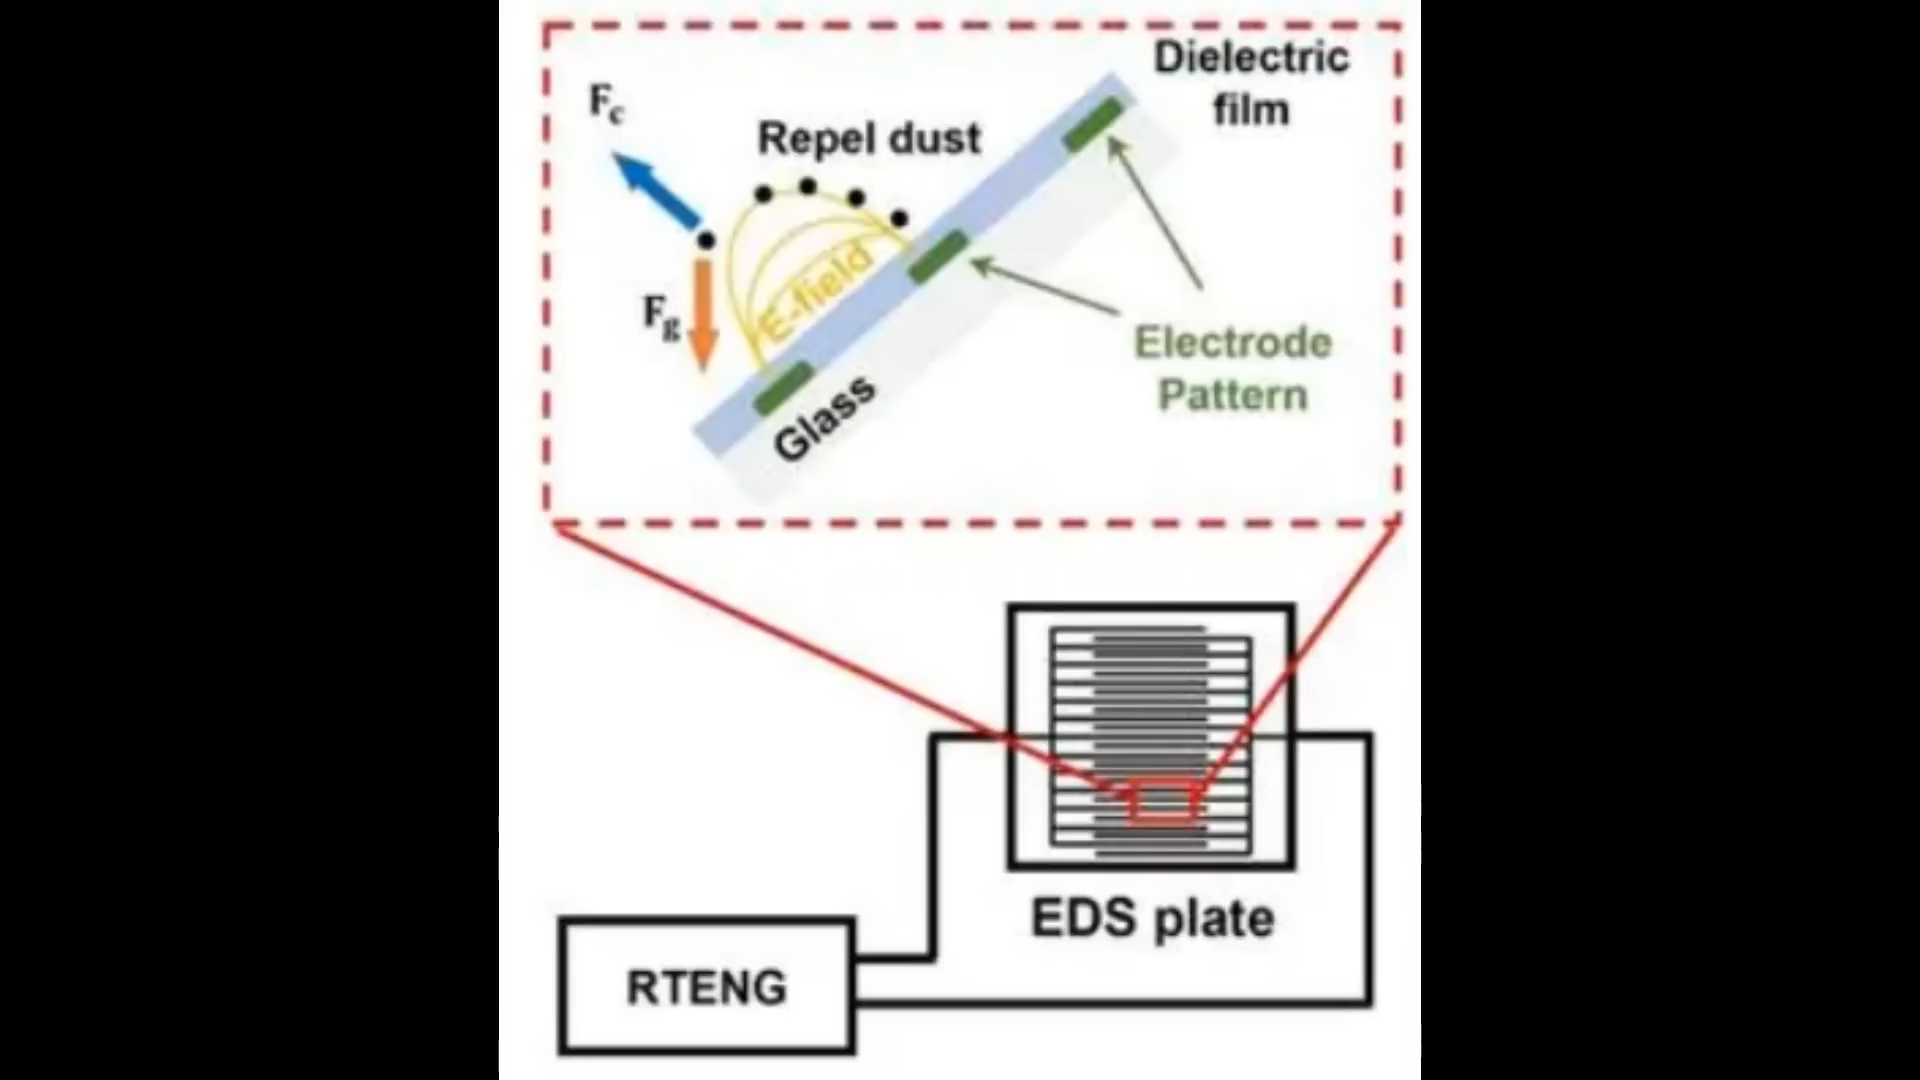 Dielectric
film
Fc
Repel dust
E-field
Fg
Electrode
Pattern
Glass
EDS plate
RTENG